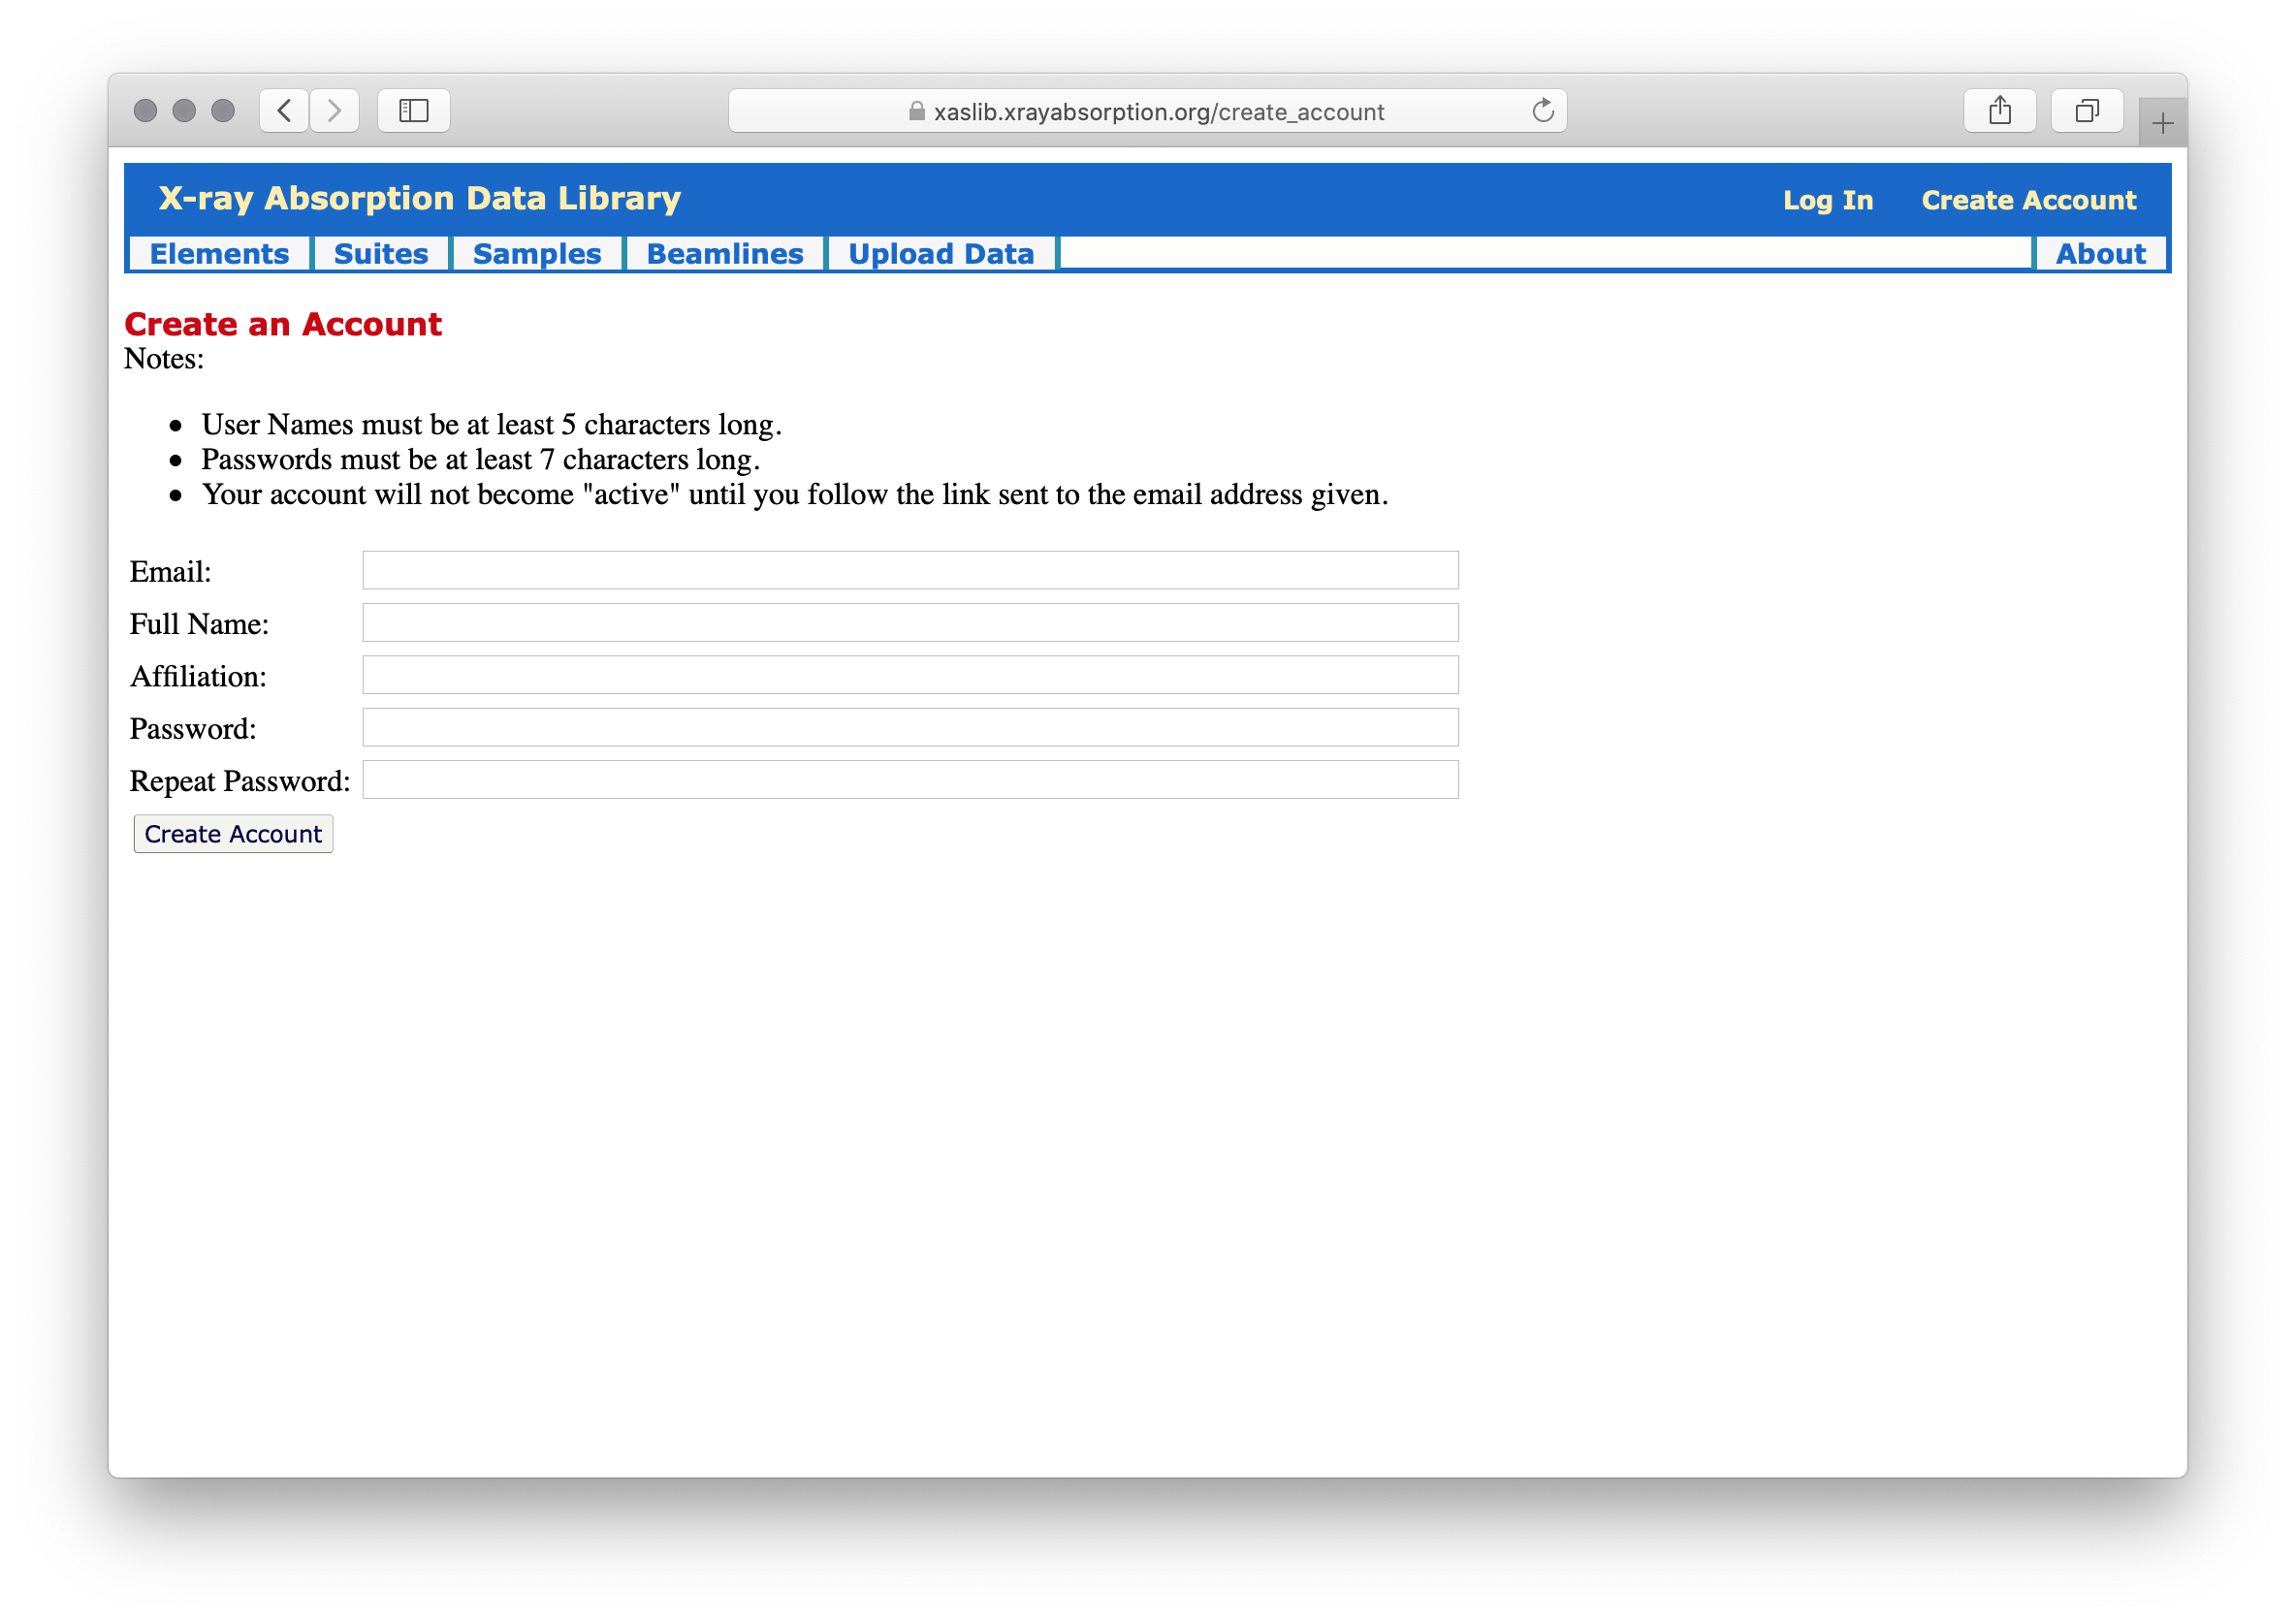 xaslib.xrayabsorption.org/create_account
X-ray Absorption Data Library
Log In
Create Account
Elements
Suites
Samples
Beamlines
Upload Data
About
Create an Account
Notes:
User Names must be at least 5 characters long.
Passwords must be at least 7 characters long.
Your account will not become "active" until you follow the link sent to the email address given.
Email:
Full Name:
Affiliation:
Password:
Repeat Password:
Create Account